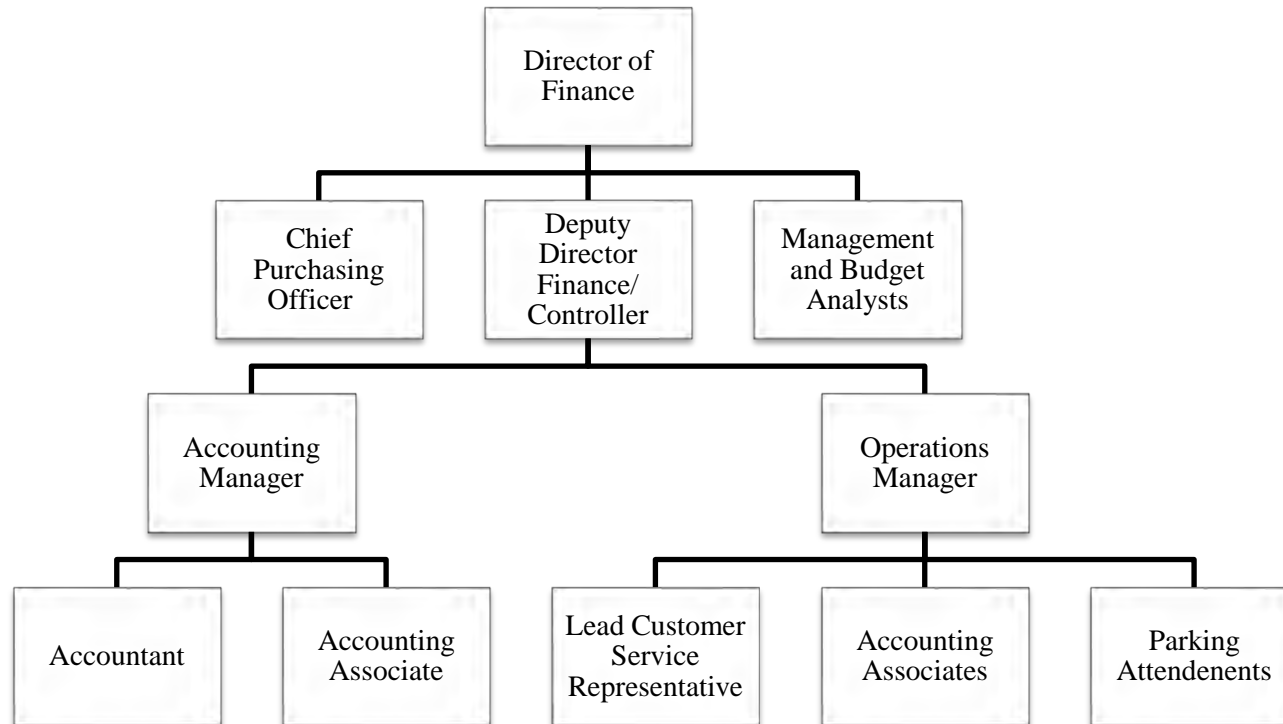 Director of
Finance
Chief
Purchasing
Officer
Deputy
Director
Finance/
Controller
Management
and Budget
Analysts
Accounting
Manager
Operations
Manager
Accountant
Accounting
Associate
Lead Customer
Service
Representative
Accounting
Associates
Parking
Attendenents